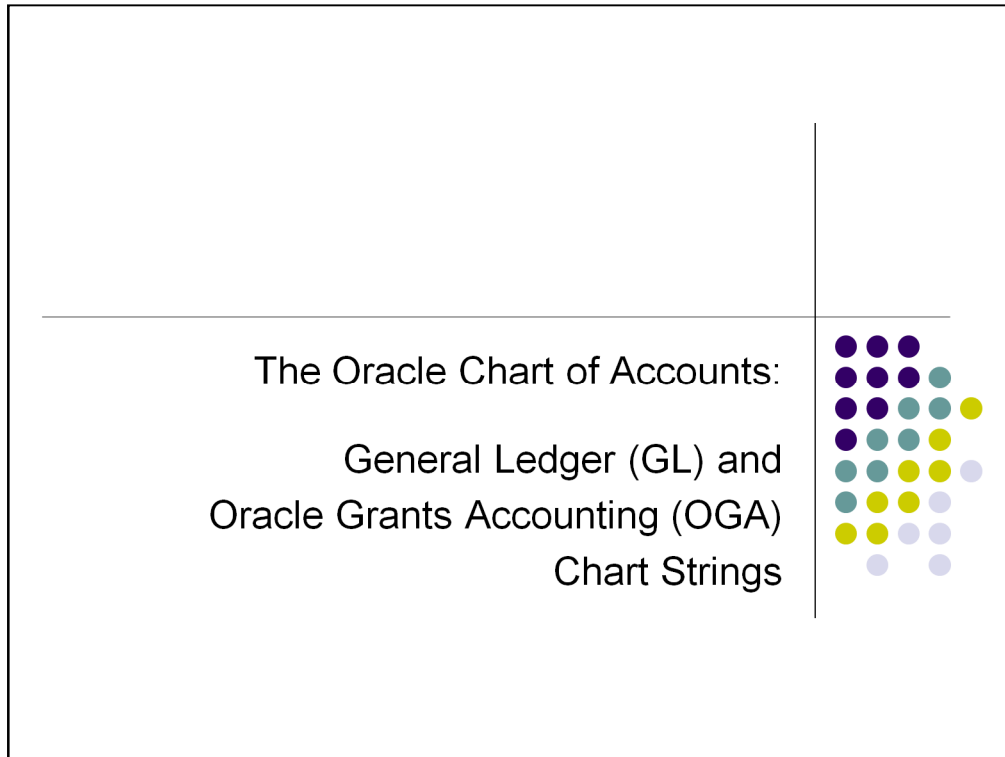 The Oracle Chart of Accounts:
General Ledger (GL) and
Oracle Grants Accounting (OGA)
Chart Strings